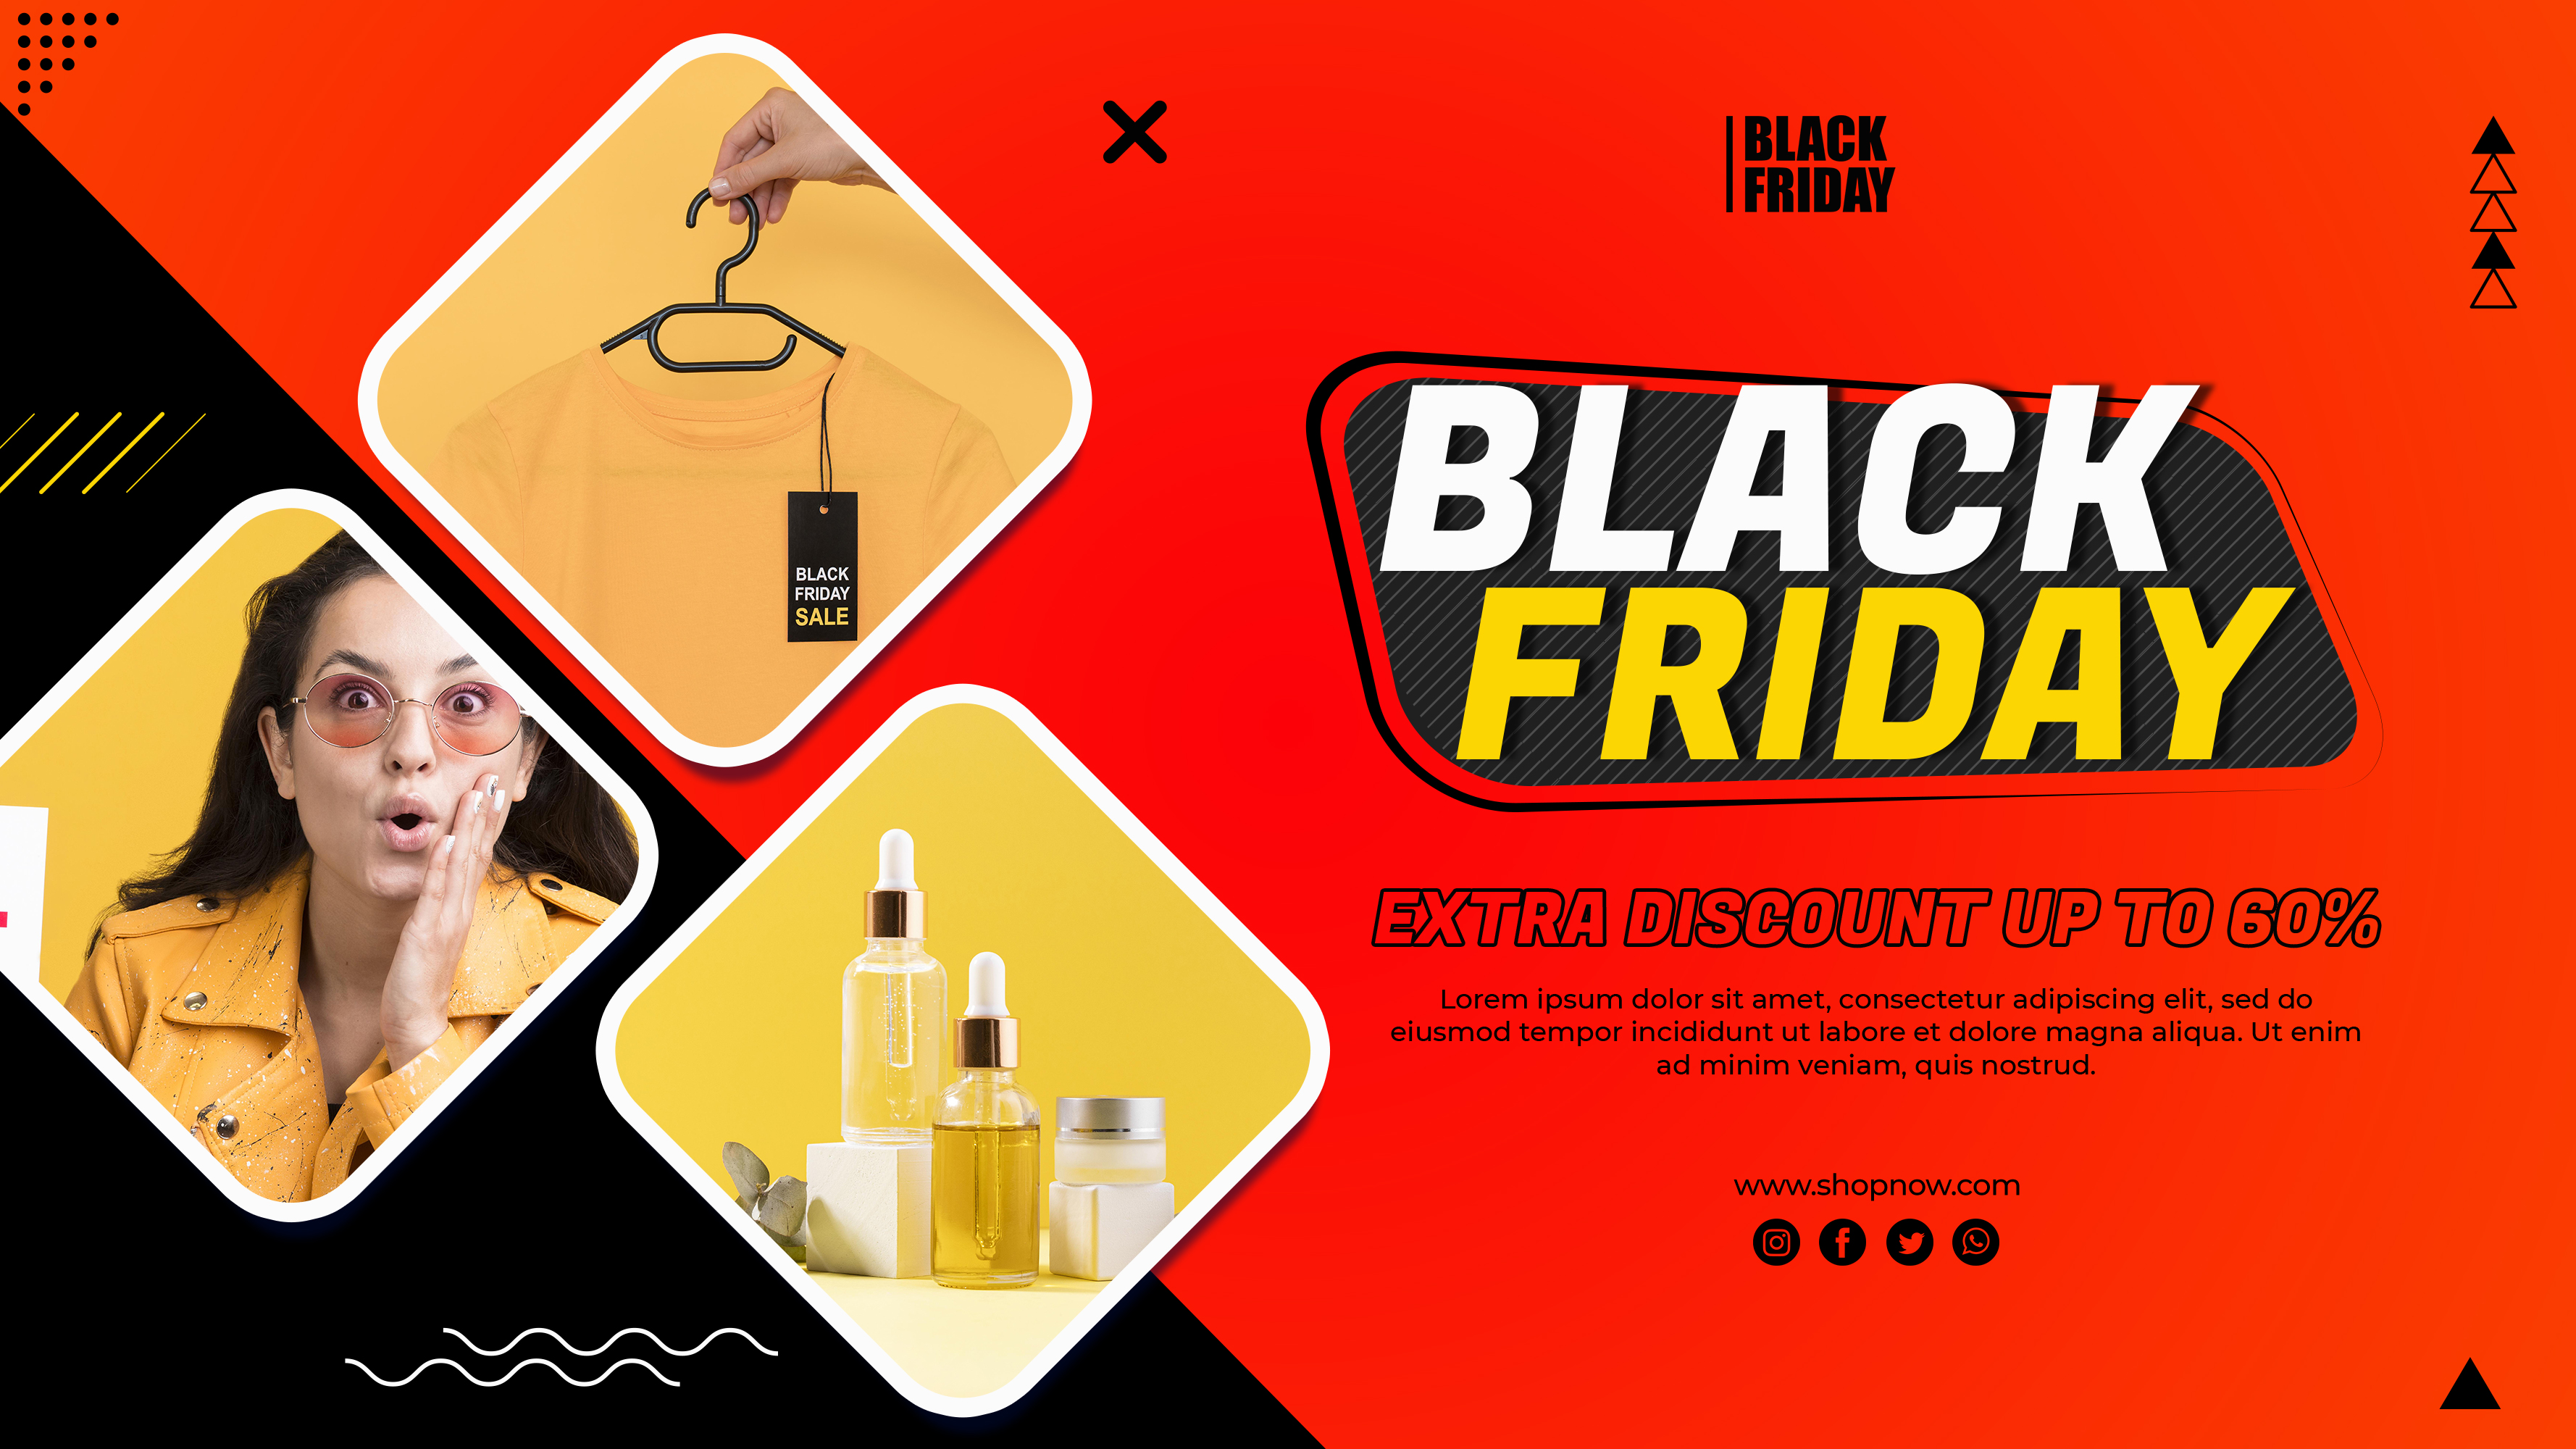 BLACK
FRIDAY
BLACK
FRIDAY
SALE
BLACK
FRIDAY
EXTRA DISCOUNT UP TO 60%
Lorem ipsum dolor sit amet, consectetur adipiscing elit, sed do
eiusmod tempor incididunt ut labore et dolore magna aliqua. Ut enim
ad minim veniam, quis nostrud.
www.shopnow.com